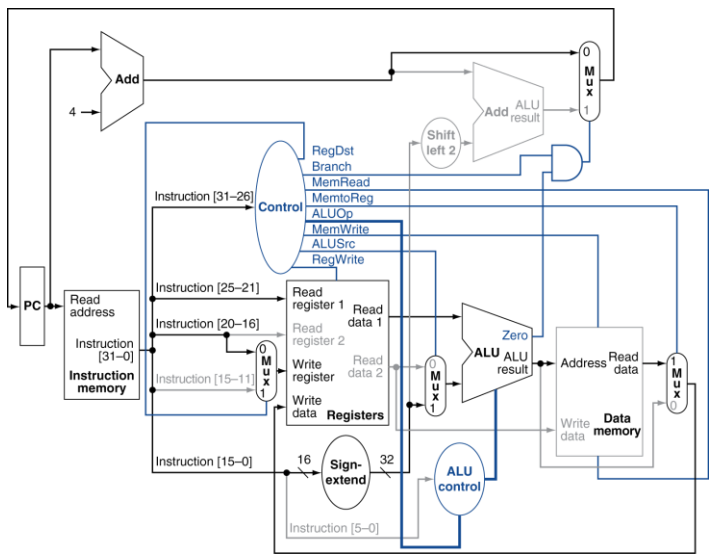 0
M
u
x
1
Add
4
Add
ALU
result
Shift
left 2
RegDst
Branch
MemRead
MemtoReg
ALUOp
MemWrite
ALUSrc
RegWrite
Control
Instruction [31–26]
PC
Read
address
Instruction
[31–0]
Instruction
memory
Instruction [25–21]
Instruction [20–16]
Instruction [15–11]
0
M
u
x
1
Read
register 1
Read
register 2
Write
register
Write
data
Read
data 1
Read
data 2
Registers
0
M
u
x
1
Zero
ALU
ALU
result
Address
Read
data
Write
data
Data
memory
1
M
u
x
0
Instruction [15–0]
16
Sign-
extend
32
Instruction [5–0]
ALU
control